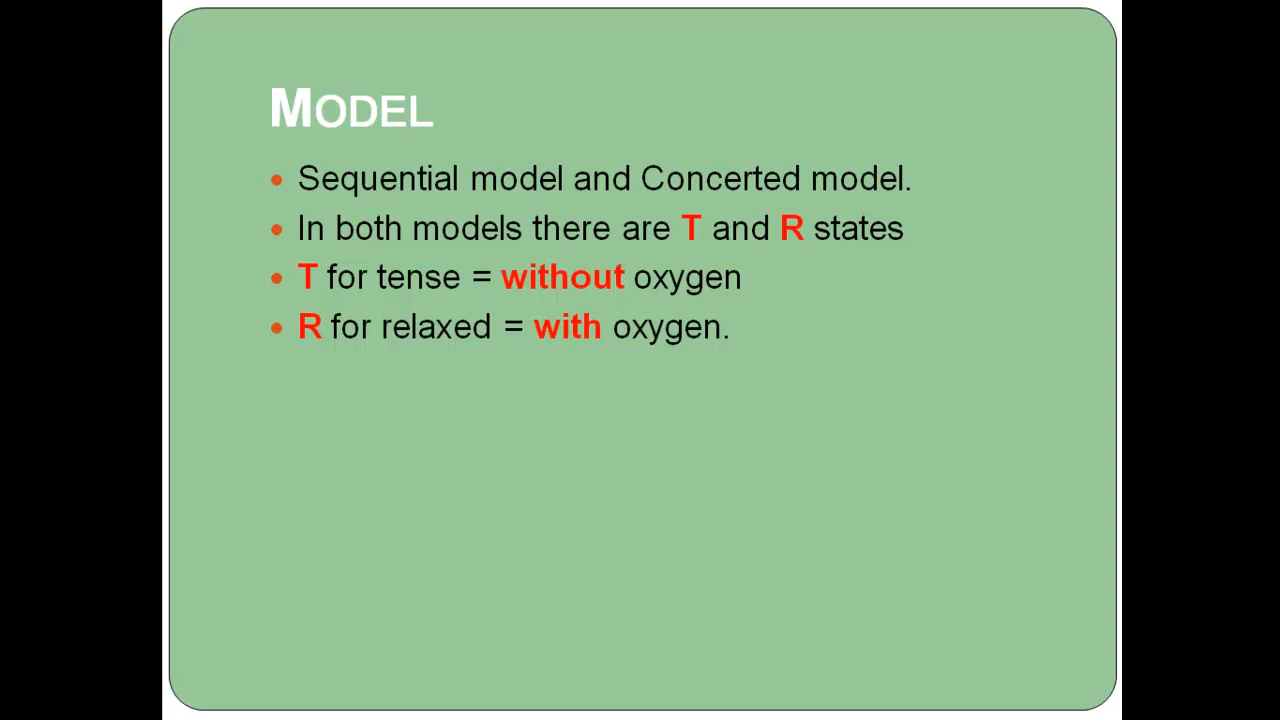 MODEL
• Sequential model and Concerted model.
• In both models there are T and R states
• T for tense = without oxygen
• R for relaxed = with oxygen.